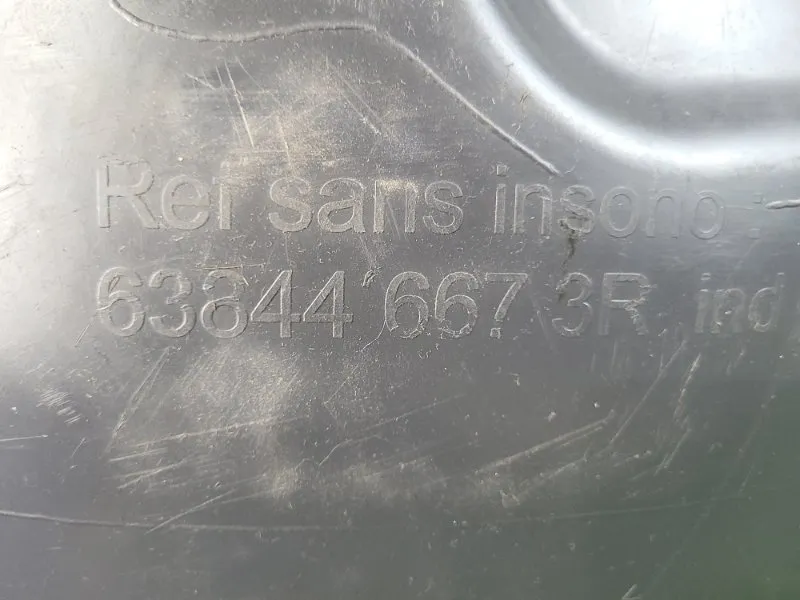 Ref sans insono :
63844 667 3R ind